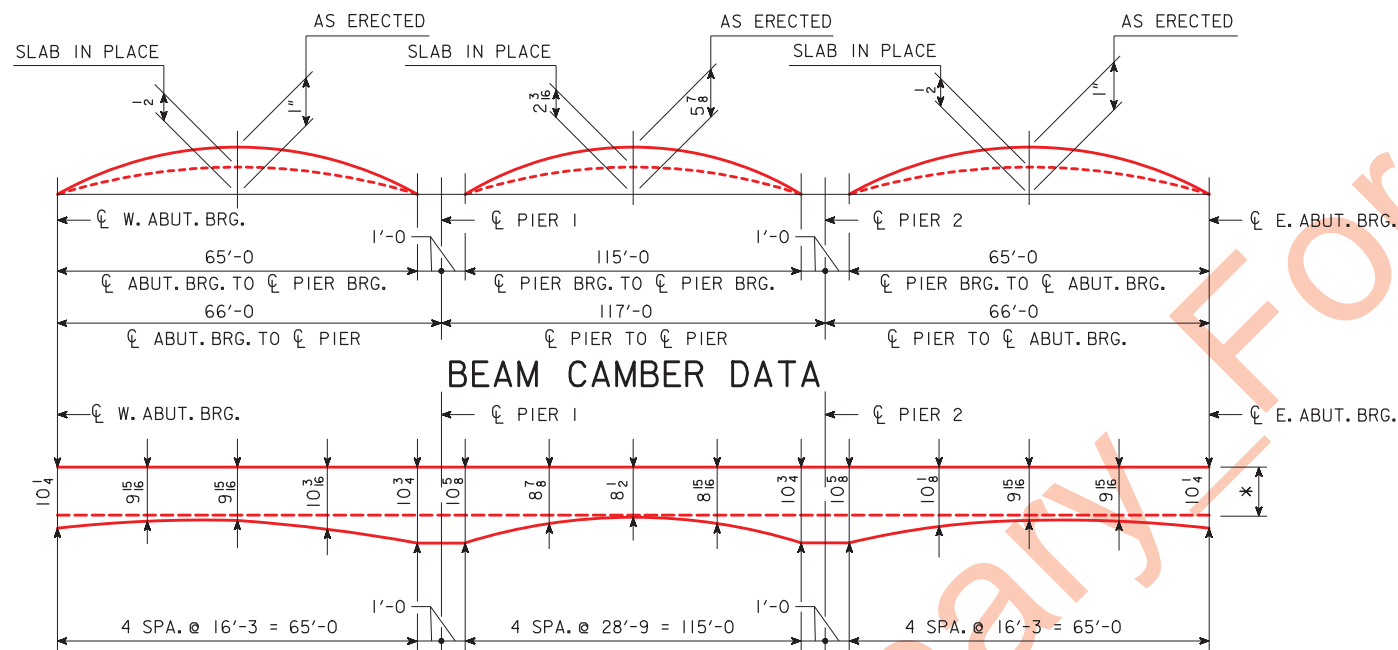 AS ERECTED AS ERECTED AS ERECTED
SLAB IN PLACE SLAB IN PLACE SLAB IN PLACE
1/2 1" 2 3/16 5 7/8 1/2 1"
℄ W. ABUT. BRG. ℄ PIER 1 ℄ PIER 2 ℄ E. ABUT. BRG.
1'-0 1'-0
65'-0 115'-0 65'-0
℄ ABUT. BRG. TO ℄ PIER BRG. ℄ PIER BRG. TO ℄ PIER BRG. ℄ PIER BRG. TO ℄ ABUT. BRG.
66'-0 117'-0 66'-0
℄ ABUT. BRG. TO ℄ PIER ℄ PIER TO ℄ PIER ℄ PIER TO ℄ ABUT. BRG.
BEAM CAMBER DATA
℄ W. ABUT. BRG. ℄ PIER 1 ℄ PIER 2 ℄ E. ABUT. BRG.
10 1/4 9 15/16 9 15/16 10 3/16 10 3/4 10 5/8 8 7/8 8 1/2 8 15/16 10 3/4 10 5/8 10 1/8 9 15/16 9 15/16 10 1/4 *
1'-0 1'-0
4 SPA. @ 16'-3 = 65'-0 4 SPA. @ 28'-9 = 115'-0 4 SPA. @ 16'-3 = 65'-0
ary_For